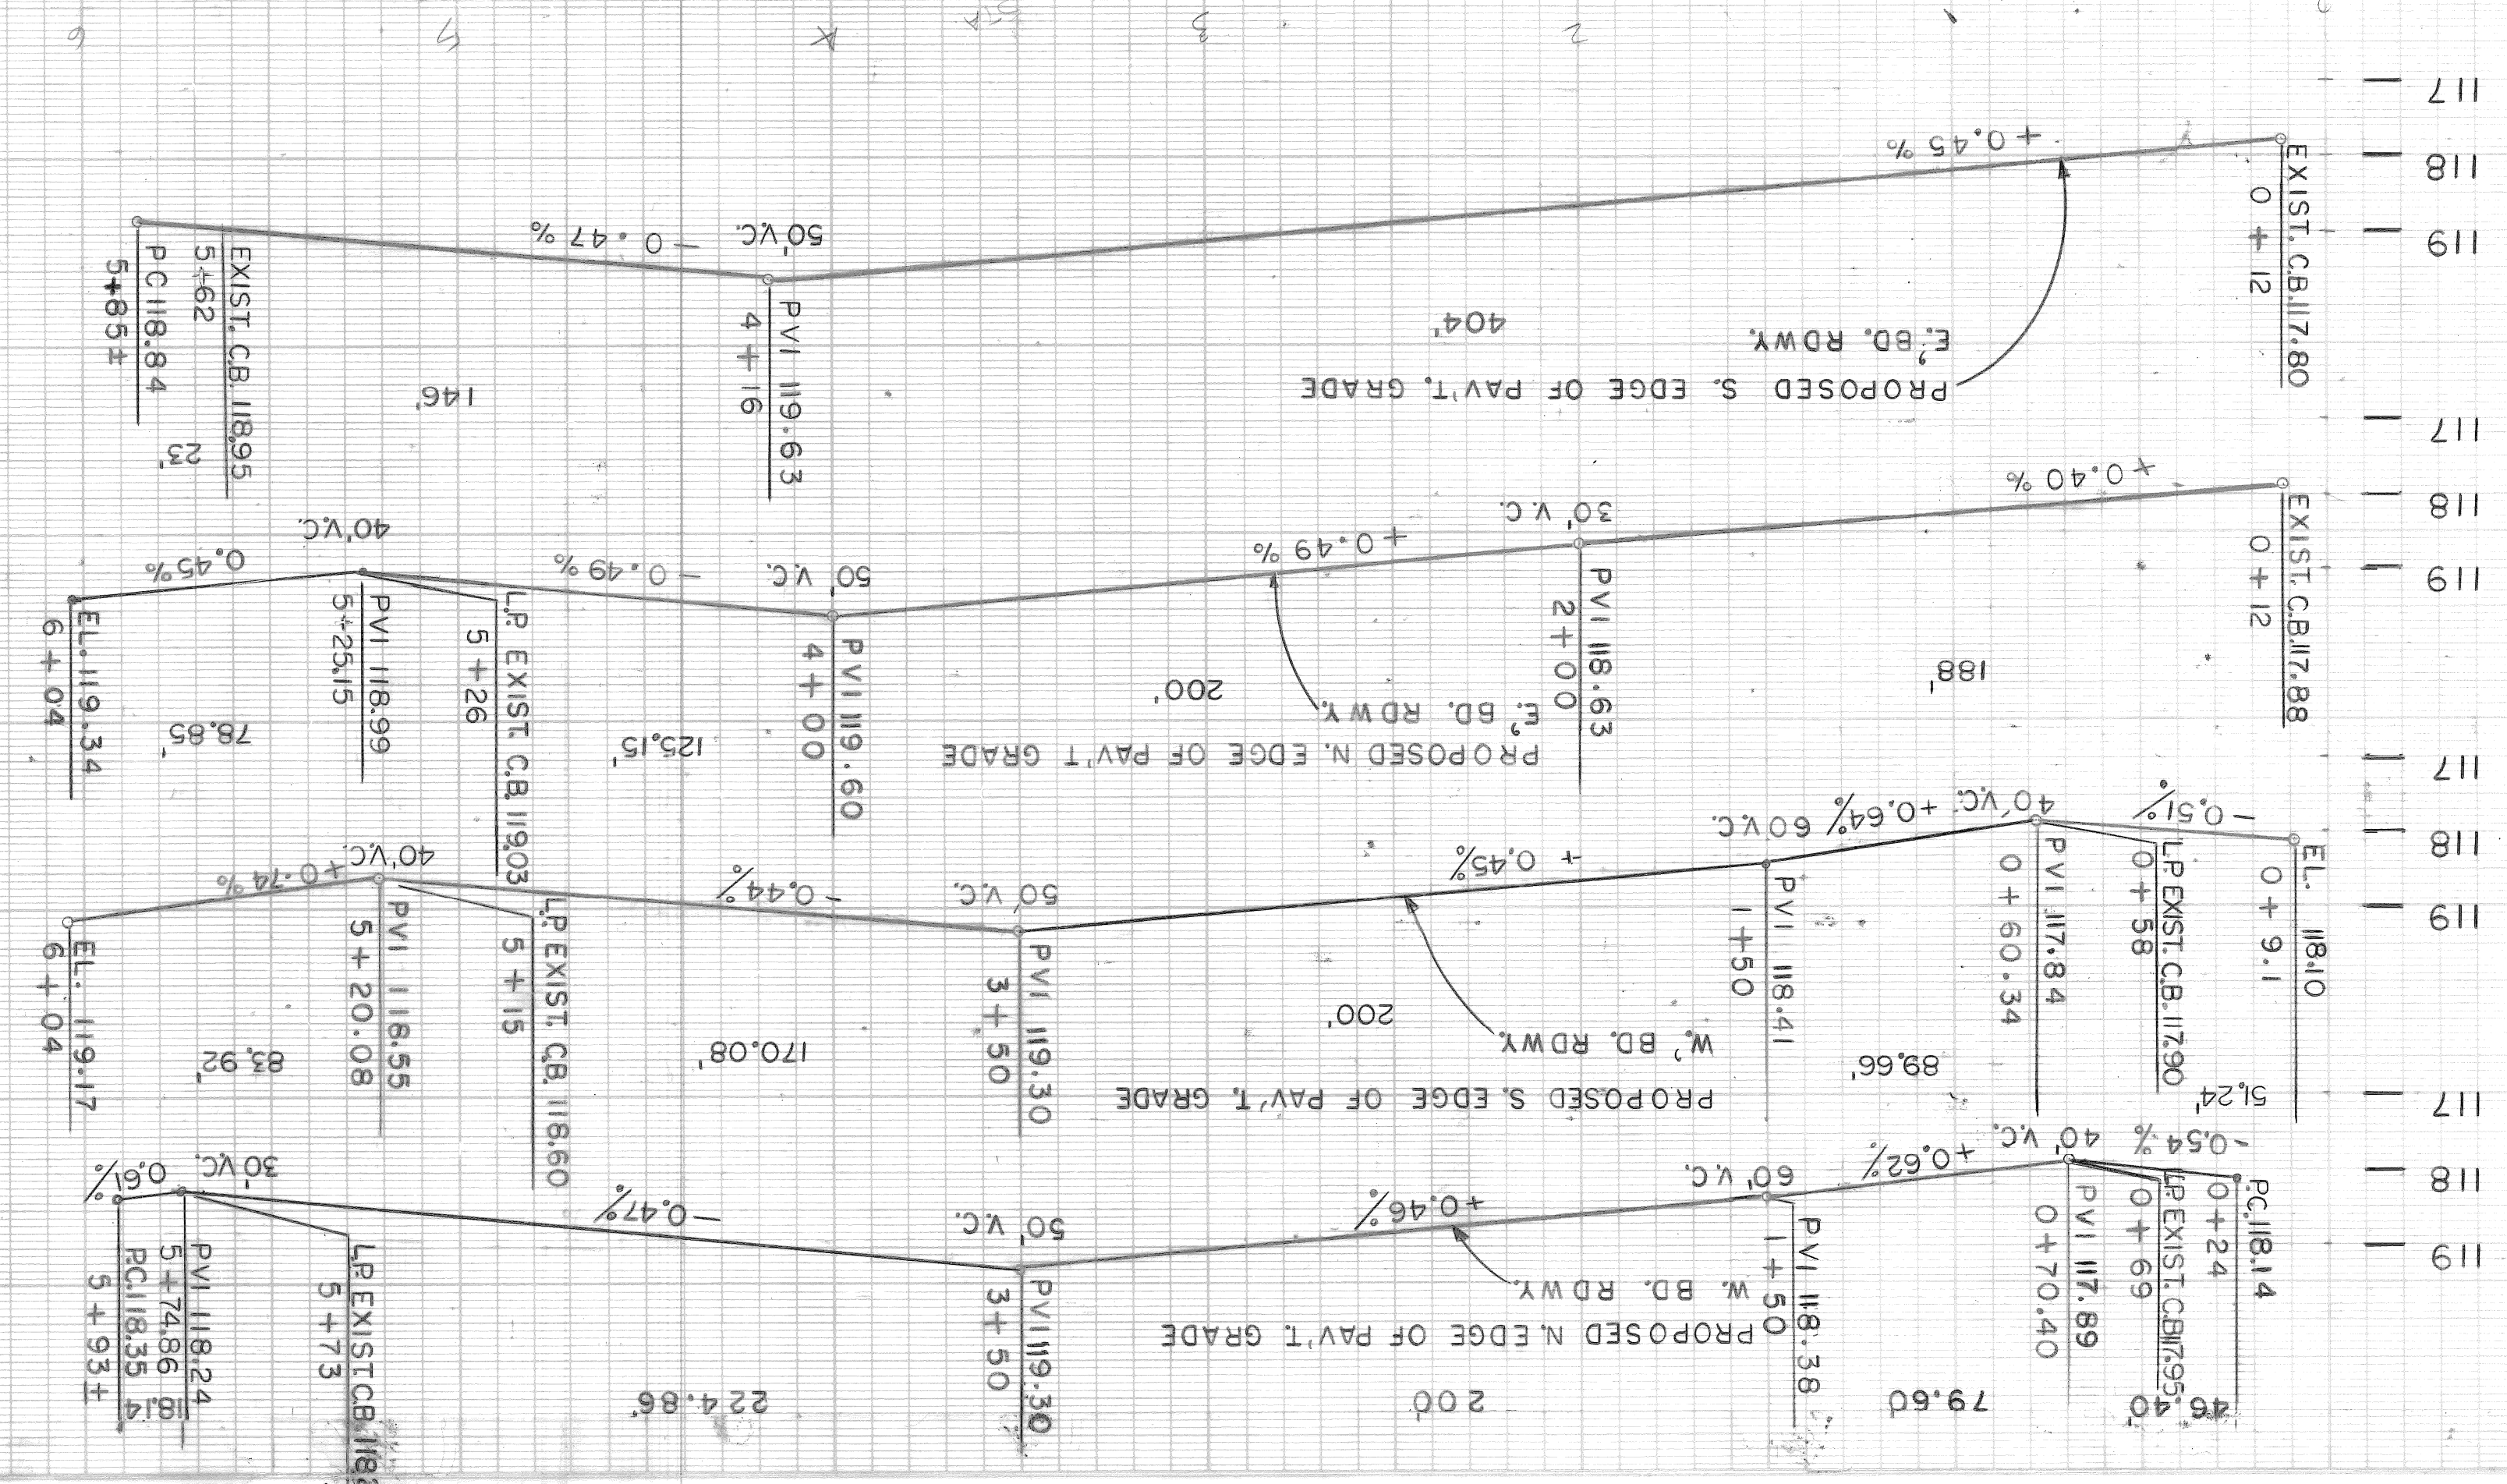 46.40'
79.60
200
224.86'
18.14
P.C. 118.14
0+24
L.P. EXIST. C.B. 117.95
0+69
PVI 117.89
0+70.40
PVI 118.38
1+50
PROPOSED N. EDGE OF PAV'T. GRADE
W. BD. RDWY.
PVI 119.30
3+50
5+73
PVI 118.24
5+74.86
P.C. 118.35
5+93±
119
118
117
-0.54%
40' V.C.
+0.62%
60' V.C.
+0.46%
50' V.C.
-0.47%
30' V.C.
0.61%
EL. 118.10
0+9.1
51.24'
L.P. EXIST. C.B. 117.90
0+58
PVI 117.84
0+60.34
89.66'
PVI 118.41
1+50
PROPOSED S. EDGE OF PAV'T. GRADE
W. BD. RDWY.
200'
PVI 119.30
3+50
170.08'
L.P. EXIST. C.B. 118.60
5+15
PVI 118.55
5+20.08
83.92'
EL. 119.17
6+04
119
118
117
-0.51%
40' V.C.
+0.64%
60 V.C.
+0.45%
50' V.C.
-0.44%
40' V.C.
+0.74%
EXIST. C.B. 117.88
0+12
188'
PVI 118.63
2+00
PROPOSED N. EDGE OF PAV'T GRADE
E. BD. RDWY.
200'
PVI 119.60
4+00
125.15'
L.P. EXIST. C.B. 119.03
5+26
PVI 118.99
5+25.15
78.85'
EL. 119.34
6+04
119
118
117
+0.40%
30' V.C.
+0.49%
50' V.C.
-0.49%
40' V.C.
0.45%
EXIST. C.B. 117.80
0+12
PROPOSED S. EDGE OF PAV'T. GRADE
E. BD. RDWY.
404'
PVI 119.63
4+16
146'
EXIST. C.B. 118.95
5+62
23'
PC 118.84
5+85±
119
118
117
+0.45%
50' V.C.
-0.47%
0
1
2
3
STA
4
5
6